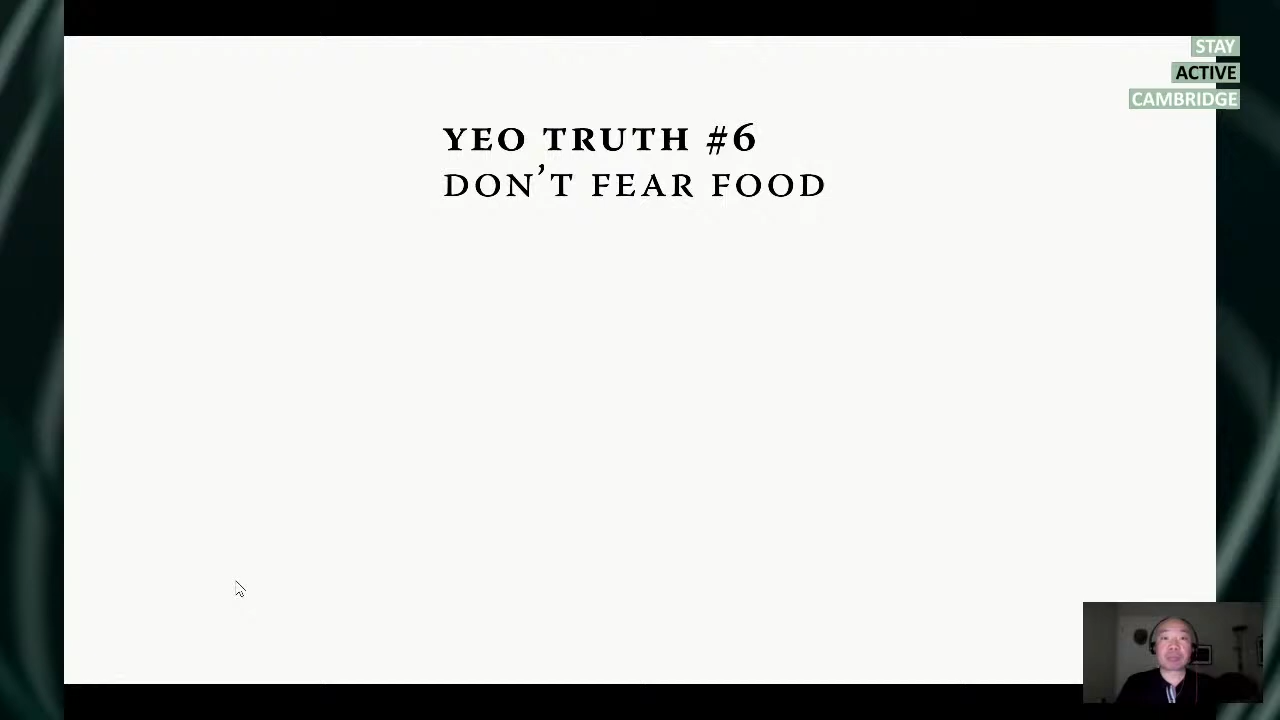 STAY
ACTIVE
CAMBRIDGE
YEO TRUTH #6
DON'T FEAR FOOD